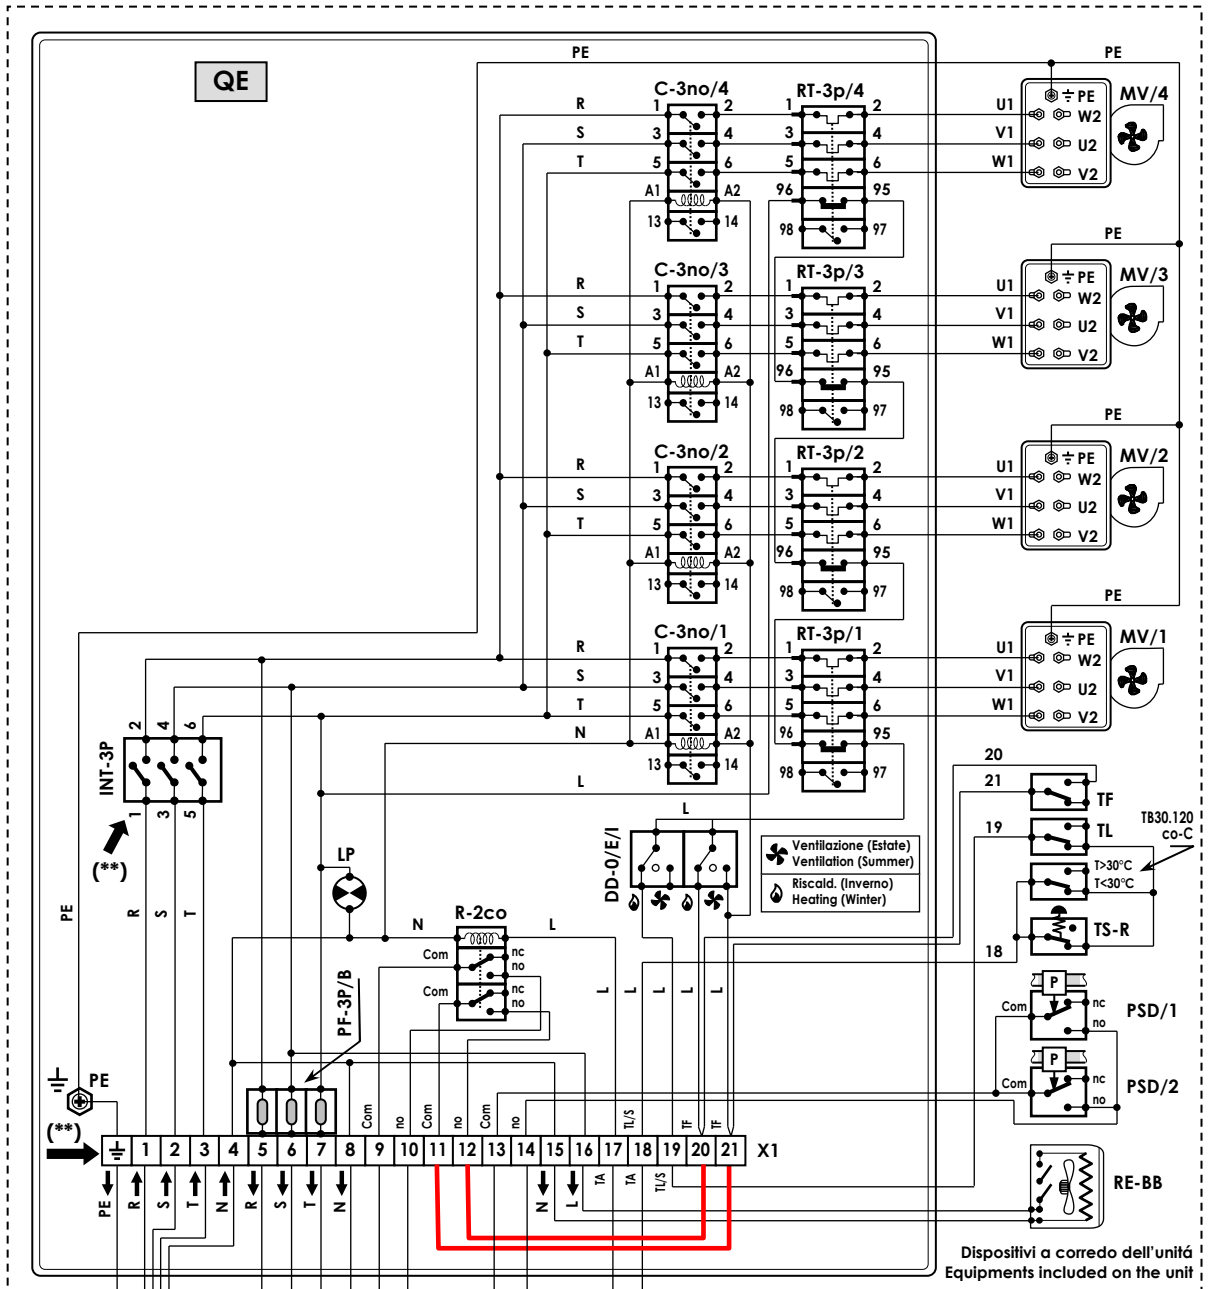 PE PE
QE
C-3no/4 RT-3p/4 MV/4
R 1 2 1 2 U1 PE W2
S 3 4 3 4 V1 U2
T 5 6 5 6 W1 V2
A1 A2 96 95
13 14 98 97
PE
C-3no/3 RT-3p/3 MV/3
R 1 2 1 2 U1 PE W2
S 3 4 3 4 V1 U2
T 5 6 5 6 W1 V2
A1 A2 96 95
13 14 98 97
PE
C-3no/2 RT-3p/2 MV/2
R 1 2 1 2 U1 PE W2
S 3 4 3 4 V1 U2
T 5 6 5 6 W1 V2
A1 A2 96 95
13 14 98 97
PE
C-3no/1 RT-3p/1 MV/1
R 1 2 1 2 U1 PE W2
S 3 4 3 4 V1 U2
T 5 6 5 6 W1 V2
N A1 A2 96 95
13 14 98 97
2 4 6
INT-3P
1 3 5
(**)
L
20
21 TF
19 TL
TB30.120
co-C
T>30°C
T<30°C
TS-R
18
L
DD-0/E/I
Ventilazione (Estate)
Ventilation (Summer)
Riscald. (Inverno)
Heating (Winter)
LP
PE R S T
N R-2co L
Com nc
no
Com nc
no
PF-3P/B
L L L L L
P
Com nc
no
PSD/1
P
Com nc
no
PSD/2
PE
(**)
Com no Com no Com no TL/S TF TF
1 2 3 4 5 6 7 8 9 10 11 12 13 14 15 16 17 18 19 20 21 X1
PE R S T N R S T N N L TA TA TL/S
RE-BB
Dispositivi a corredo dell'unitá
Equipments included on the unit